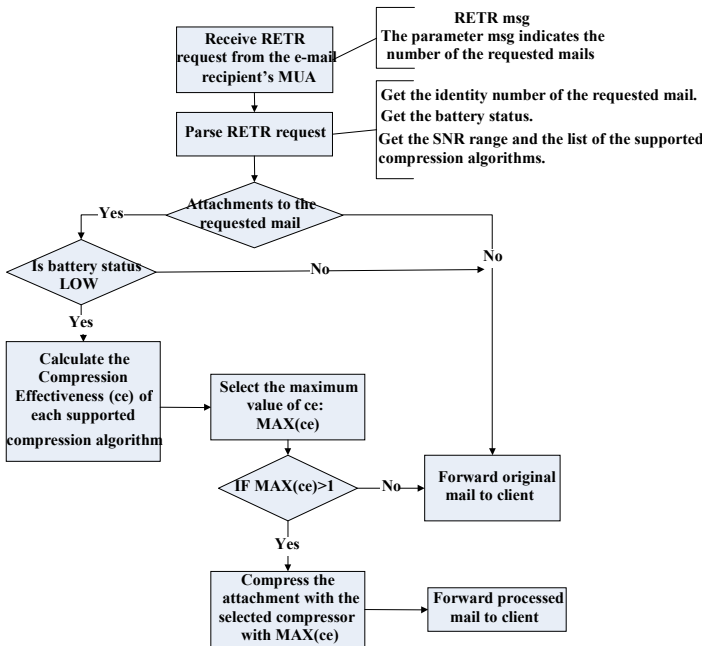 Receive RETR
request from the e-mail
recipient's MUA
RETR msg
The parameter msg indicates the
number of the requested mails
Parse RETR request
Get the identity number of the requested mail.
Get the battery status.
Get the SNR range and the list of the supported
compression algorithms.
Attachments to the
requested mail
Yes
No
Is battery status
LOW
No
Yes
Calculate the
Compression
Effectiveness (ce) of
each supported
compression algorithm
Select the maximum
value of ce:
MAX(ce)
IF MAX(ce)>1
No
Forward original
mail to client
Yes
Compress the
attachment with the
selected compressor
with MAX(ce)
Forward processed
mail to client